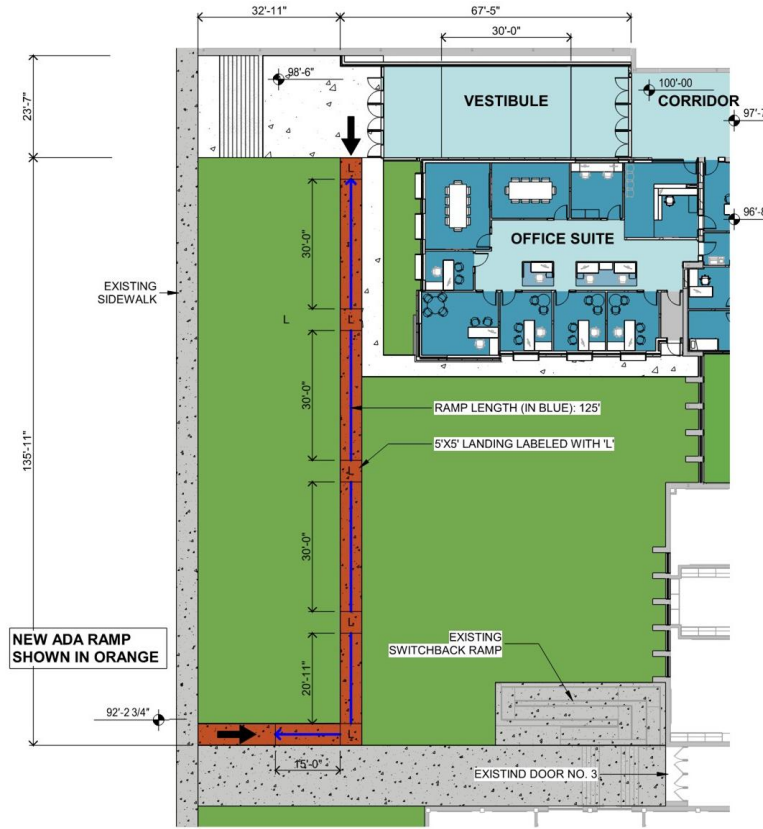 32'-11"
67'-5"
30'-0"
98'-6"
100'-00
VESTIBULE
CORRIDOR
23'-7"
L
30'-0"
OFFICE SUITE
EXISTING
SIDEWALK
L
L
135'-11"
30'-0"
RAMP LENGTH (IN BLUE): 125'
5'X5' LANDING LABELED WITH 'L'
L
30'-0"
L
NEW ADA RAMP
SHOWN IN ORANGE
EXISTING
SWITCHBACK RAMP
20'-11"
92'-2 3/4"
L
15'-0"
EXISTIND DOOR NO. 3